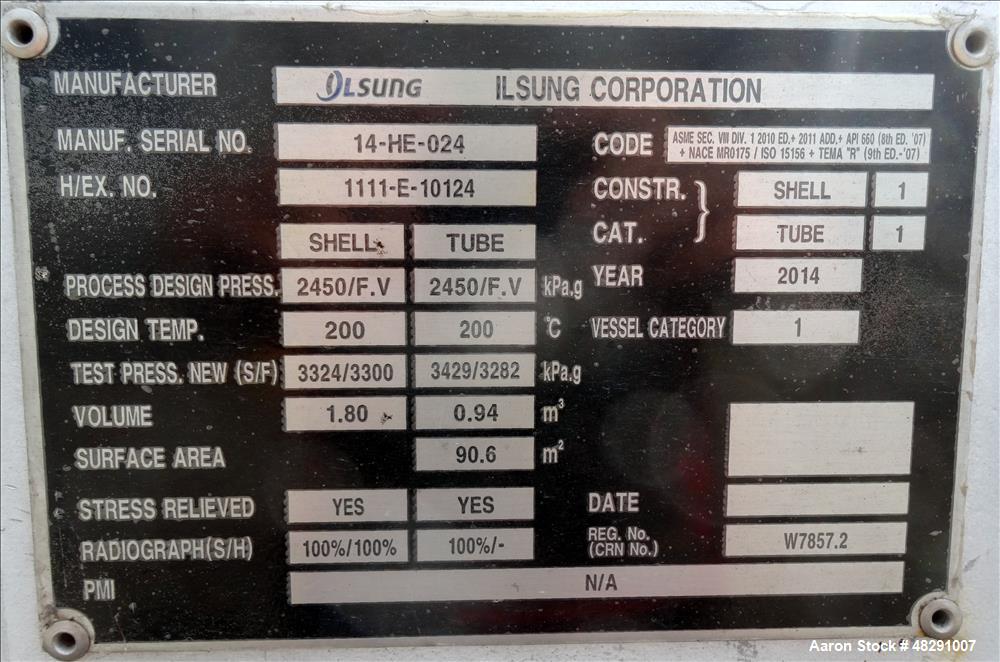 MANUFACTURER ILSUNG ILSUNG CORPORATION
MANUF. SERIAL NO. 14-HE-024
CODE ASME SEC. VIII DIV. 1 2010 ED.+ 2011 ADD.+ API 660 (8th ED. '07)
+ NACE MR0175 / ISO 15156 + TEMA "R" (9th ED.-'07)
H/EX. NO. 1111-E-10124
CONSTR. SHELL 1
CAT. TUBE 1
SHELL TUBE
PROCESS DESIGN PRESS. 2450/F.V 2450/F.V kPa.g YEAR 2014
DESIGN TEMP. 200 200 °C VESSEL CATEGORY 1
TEST PRESS. NEW (S/F) 3324/3300 3429/3282 kPa.g
VOLUME 1.80 0.94 m³
SURFACE AREA 90.6 m²
STRESS RELIEVED YES YES DATE
RADIOGRAPH(S/H) 100%/100% 100%/- REG. No. (CRN No.) W7857.2
PMI N/A
Aaron Stock # 48291007